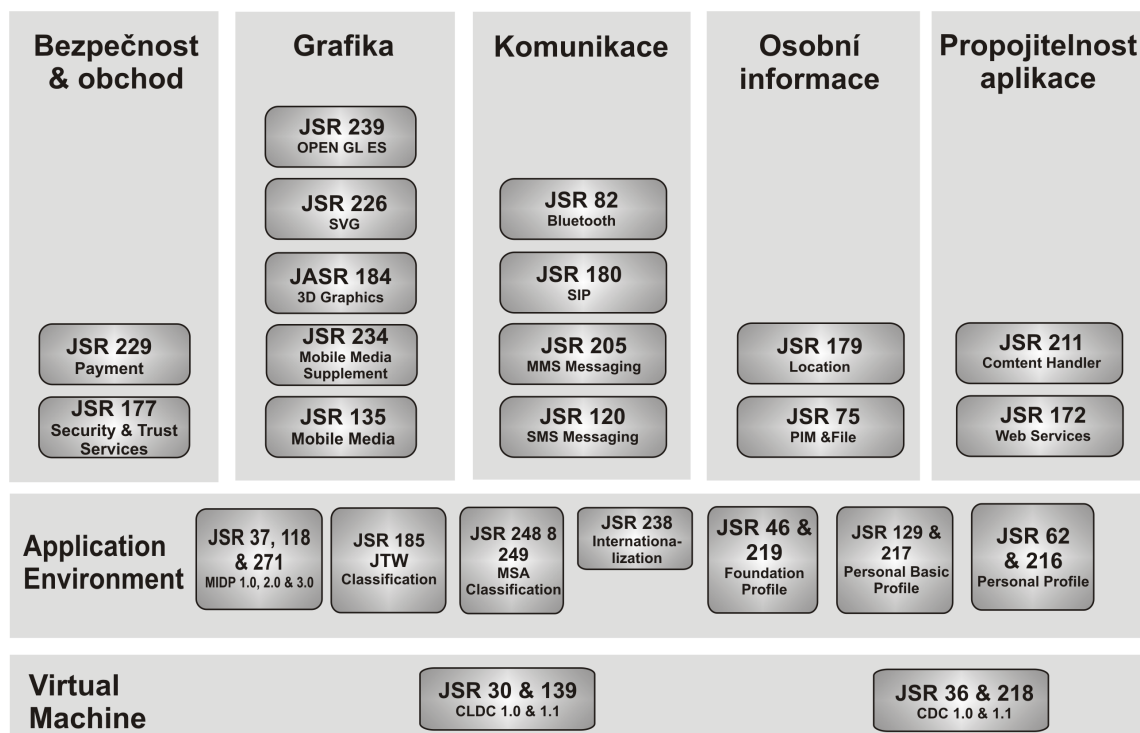 Bezpečnost
& obchod
JSR 229
Payment
JSR 177
Security & Trust
Services
Grafika
JSR 239
OPEN GL ES
JSR 226
SVG
JASR 184
3D Graphics
JSR 234
Mobile Media
Supplement
JSR 135
Mobile Media
Komunikace
JSR 82
Bluetooth
JSR 180
SIP
JSR 205
MMS Messaging
JSR 120
SMS Messaging
Osobní
informace
JSR 179
Location
JSR 75
PIM &File
Propojitelnost
aplikace
JSR 211
Comtent Handler
JSR 172
Web Services
Application
Environment
JSR 37, 118
& 271
MIDP 1.0, 2.0 & 3.0
JSR 185
JTW
Classification
JSR 248 8
249
MSA
Classification
JSR 238
Internationa-
lization
JSR 46 &
219
Foundation
Profile
JSR 129 &
217
Personal Basic
Profile
JSR 62
& 216
Personal Profile
Virtual
Machine
JSR 30 & 139
CLDC 1.0 & 1.1
JSR 36 & 218
CDC 1.0 & 1.1